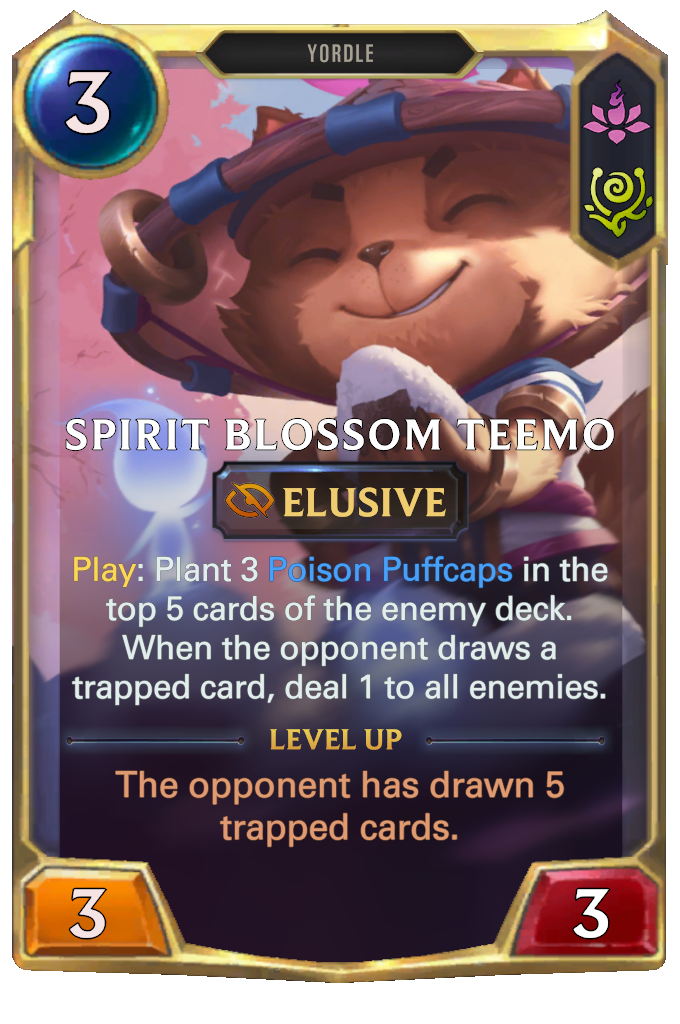 YORDLE
3
SPIRIT BLOSSOM TEEMO
ELUSIVE
Play: Plant 3 Poison Puffcaps in the
top 5 cards of the enemy deck.
When the opponent draws a
trapped card, deal 1 to all enemies.
LEVEL UP
The opponent has drawn 5
trapped cards.
3
3